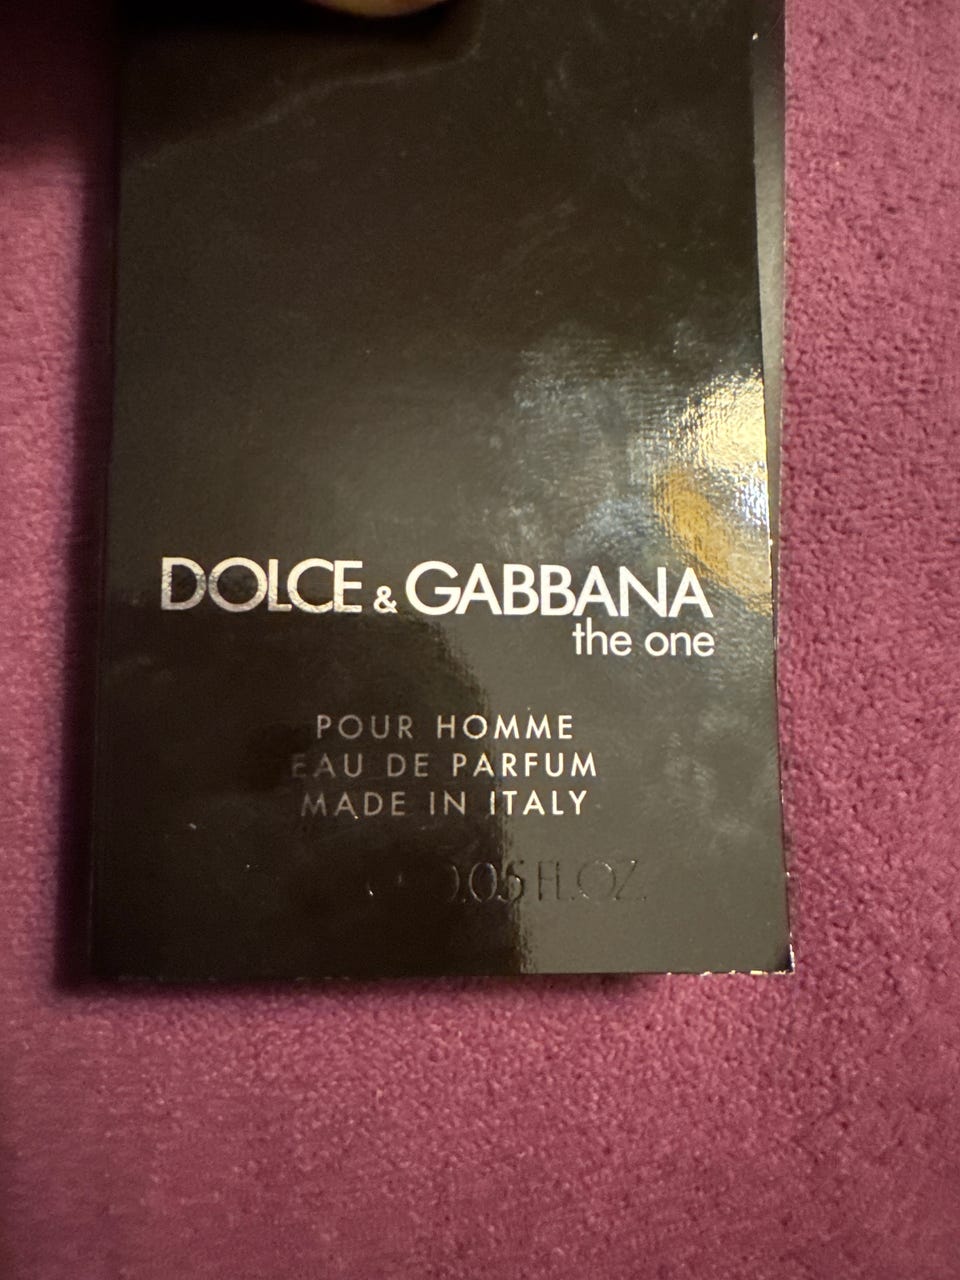 DOLCE & GABBANA
the one
POUR HOMME
EAU DE PARFUM
MADE IN ITALY
0.05 FL.OZ.